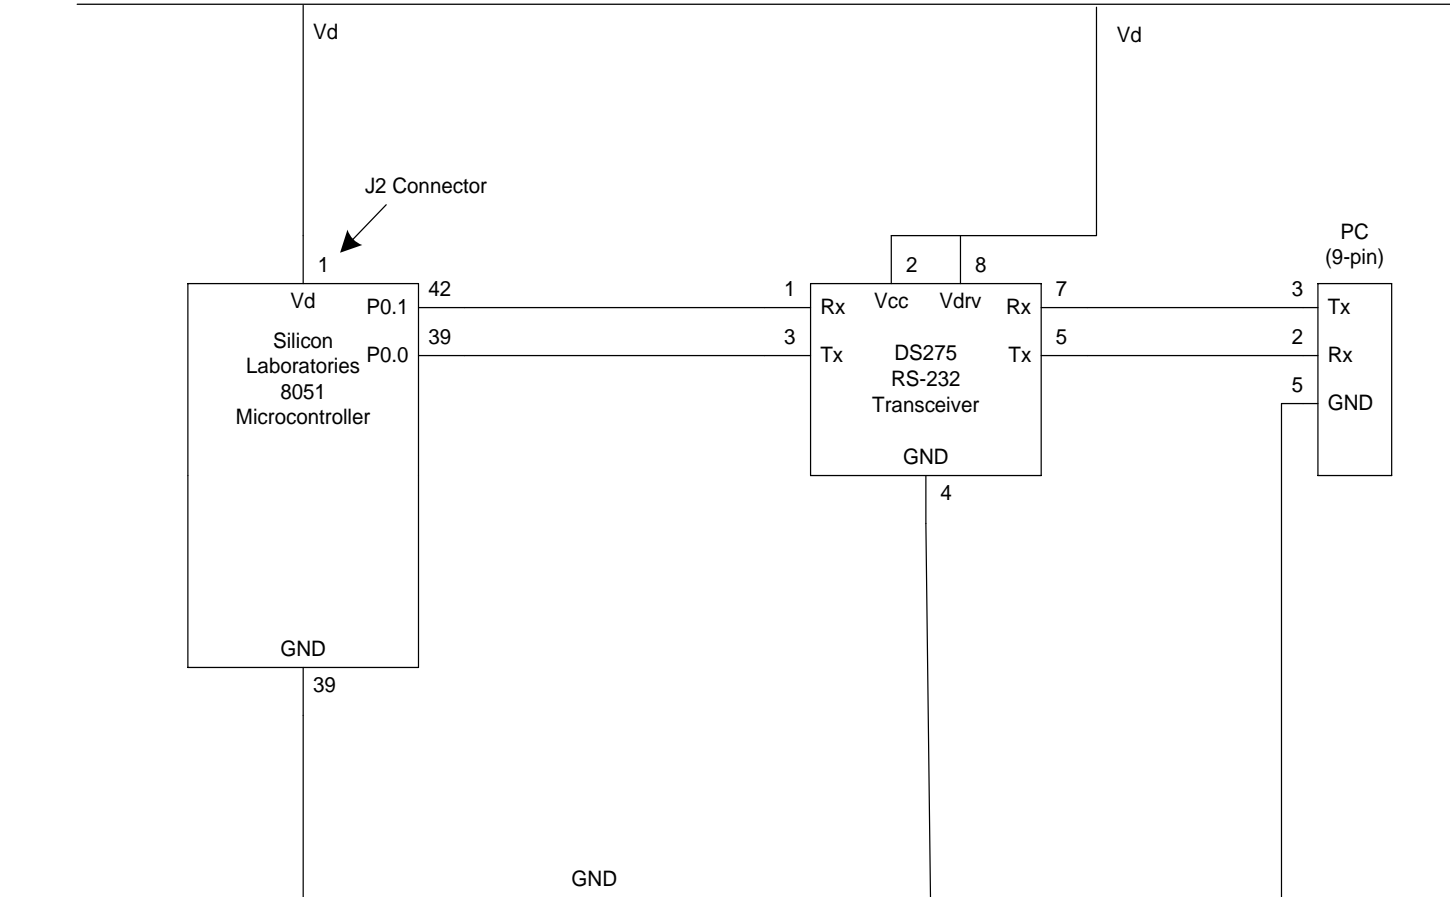 Vd
Vd
J2 Connector
PC
(9-pin)
1
2
8
42
1
7
3
Vd
P0.1
Rx
Vcc
Vdrv
Rx
Tx
39
3
5
2
Silicon
Laboratories
8051
Microcontroller
P0.0
Tx
DS275
RS-232
Transceiver
Tx
Rx
5
GND
GND
4
GND
39
GND